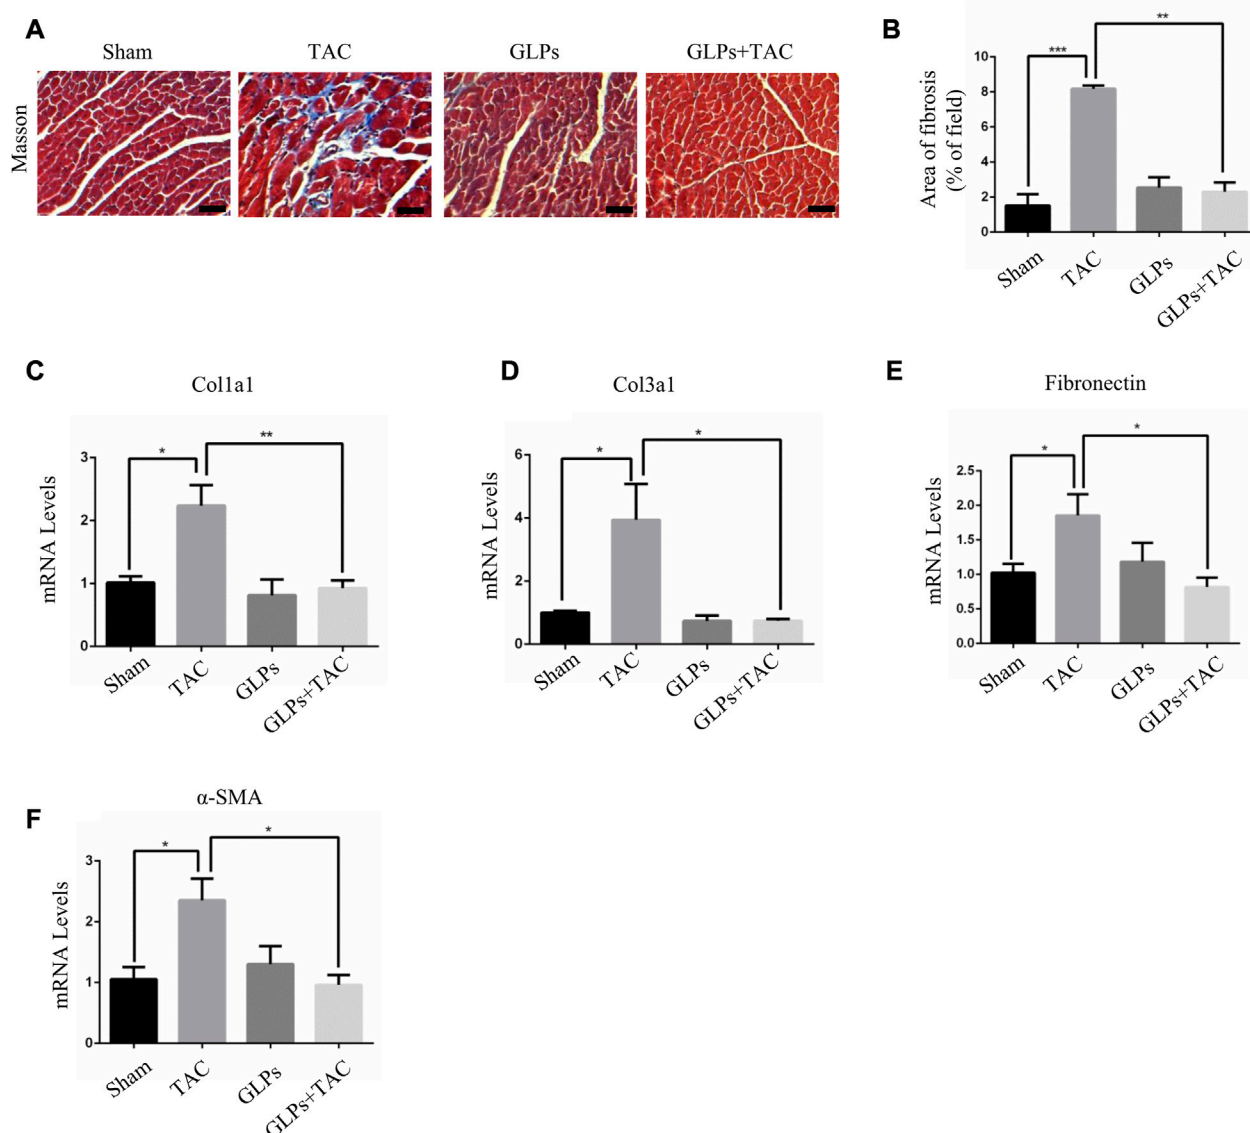 A
Sham
TAC
GLPs
GLPs+TAC
Masson
B
**
***
Area of fibrosis
(% of field)
10
8
6
4
2
0
Sham
TAC
GLPs
GLPs+TAC
C
Col1a1
*
**
mRNA Levels
3
2
1
0
Sham
TAC
GLPs
GLPs+TAC
D
Col3a1
*
*
mRNA Levels
6
4
2
0
Sham
TAC
GLPs
GLPs+TAC
E
Fibronectin
*
*
mRNA Levels
2.5
2.0
1.5
1.0
0.5
0.0
Sham
TAC
GLPs
GLPs+TAC
F
α-SMA
*
*
mRNA Levels
3
2
1
0
Sham
TAC
GLPs
GLPs+TAC